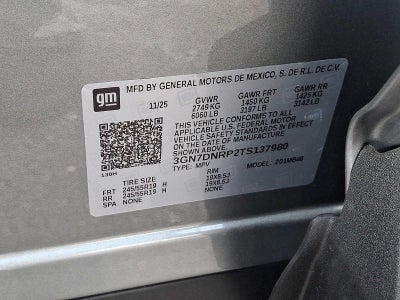 gm
MFD BY GENERAL MOTORS DE MEXICO, S. DE R.L. DE C.V.
11/25 GVWR GAWR FRT GAWR RR
2749 KG 1450 KG 1425 KG
6060 LB 3197 LB 3142 LB
THIS VEHICLE CONFORMS TO ALL
APPLICABLE U.S. FEDERAL MOTOR
VEHICLE SAFETY STANDARDS IN
EFFECT ON THE DATE OF
MANUFACTURE SHOWN ABOVE.
3GN7DNRP2TS137980
TYPE: MPV MODEL: 201MB48
TIRE SIZE RIM
FRT 245/55R19 H 19X8.5J
RR 245/55R19 H 19X8.5J
SPA NONE NONE